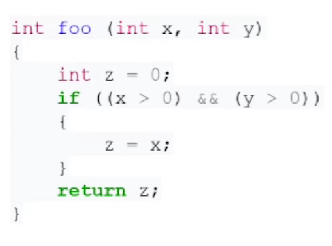 int foo (int x, int y)
{
int z = 0;
if ((x > 0) && (y > 0))
{
z = x;
}
return z;
}